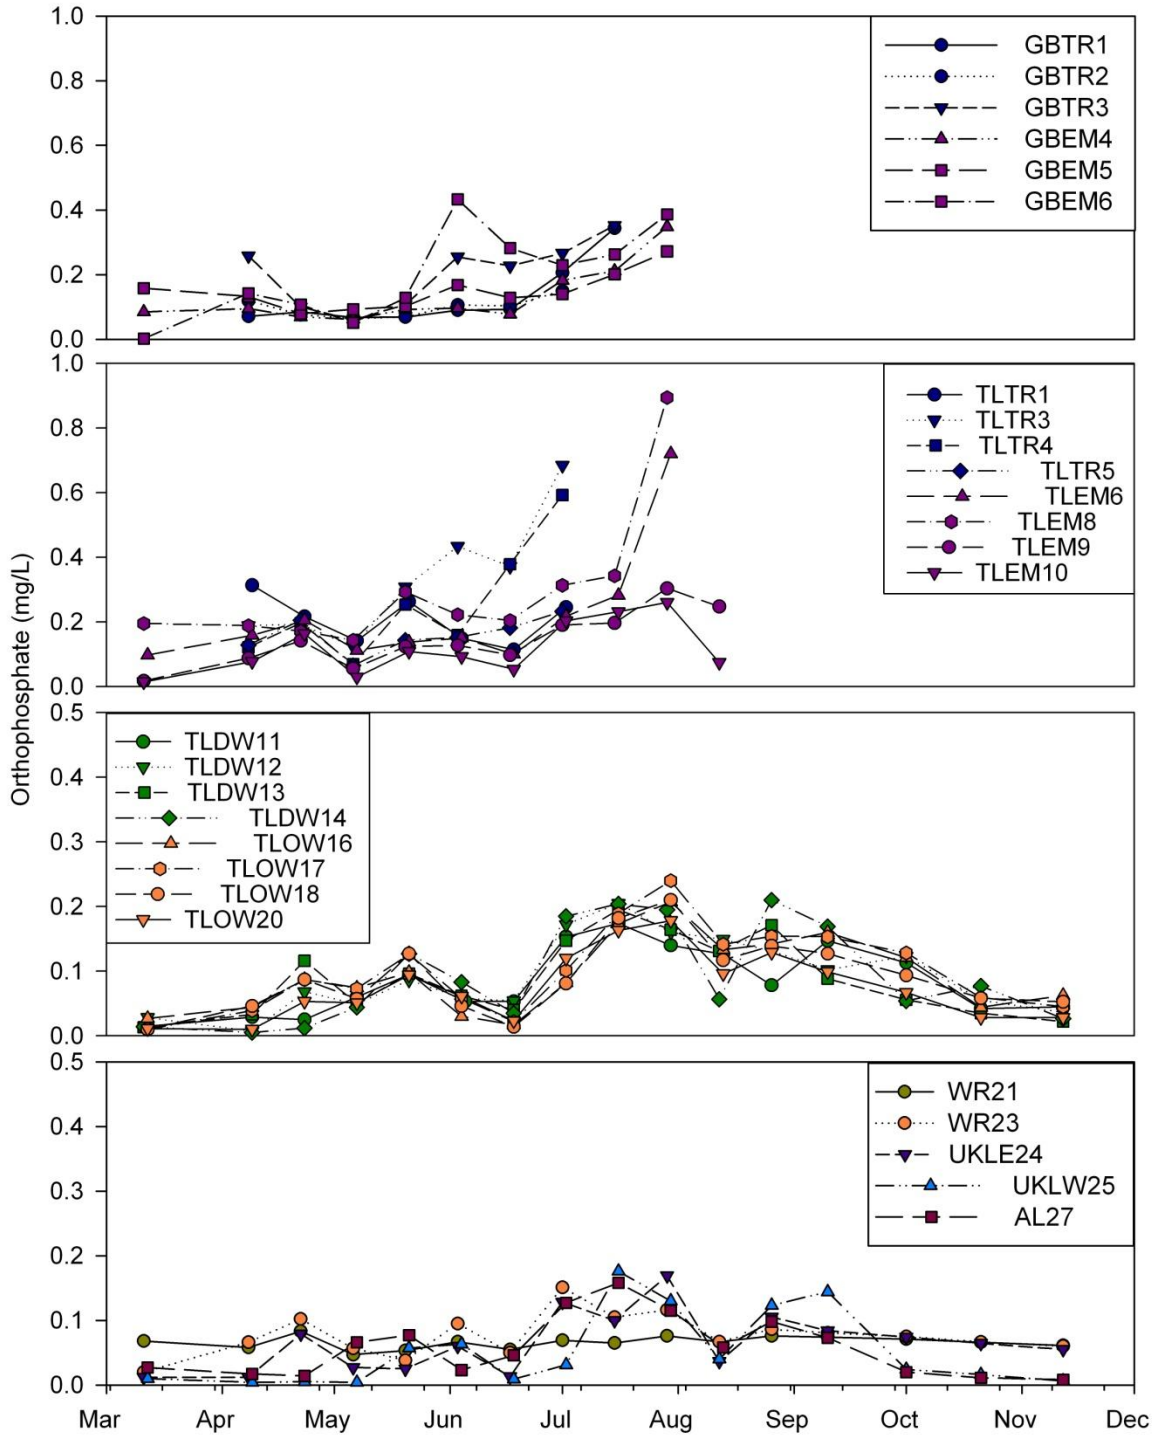 Orthophosphate (mg/L)
1.0
0.8
0.6
0.4
0.2
0.0
GBTR1
GBTR2
GBTR3
GBEM4
GBEM5
GBEM6
1.0
0.8
0.6
0.4
0.2
0.0
TLTR1
TLTR3
TLTR4
TLTR5
TLEM6
TLEM8
TLEM9
TLEM10
0.5
0.4
0.3
0.2
0.1
0.0
TLDW11
TLDW12
TLDW13
TLDW14
TLOW16
TLOW17
TLOW18
TLOW20
0.5
0.4
0.3
0.2
0.1
0.0
WR21
WR23
UKLE24
UKLW25
AL27
Mar Apr May Jun Jul Aug Sep Oct Nov Dec